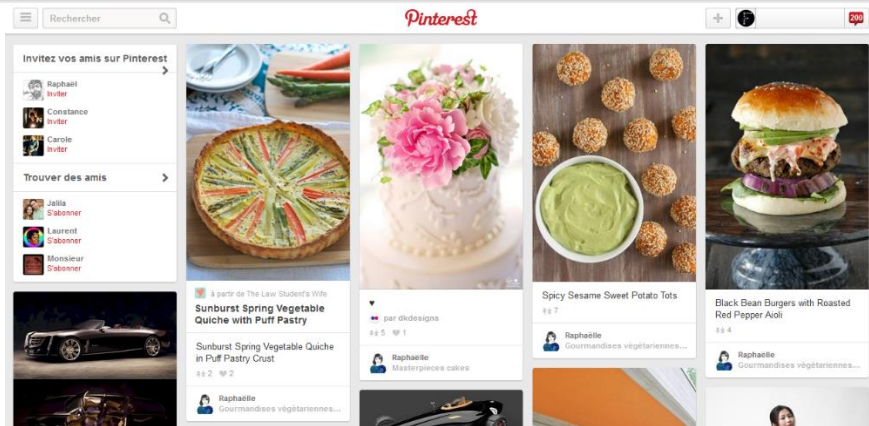 Rechercher
Pinterest
200
Invitez vos amis sur Pinterest
Raphaël
Inviter
Constance
Inviter
Carole
Inviter
Trouver des amis
Jalila
S'abonner
Laurent
S'abonner
Monsieur
S'abonner
à partir de The Law Student's Wife
Sunburst Spring Vegetable
Quiche with Puff Pastry
Sunburst Spring Vegetable Quiche
in Puff Pastry Crust
2 2
Raphaëlle
Gourmandises végétariennes...
par dkdesigns
5 1
Raphaëlle
Masterpieces cakes
Spicy Sesame Sweet Potato Tots
7
Raphaëlle
Gourmandises végétariennes...
Black Bean Burgers with Roasted
Red Pepper Aioli
4
Raphaëlle
Gourmandises végétariennes...